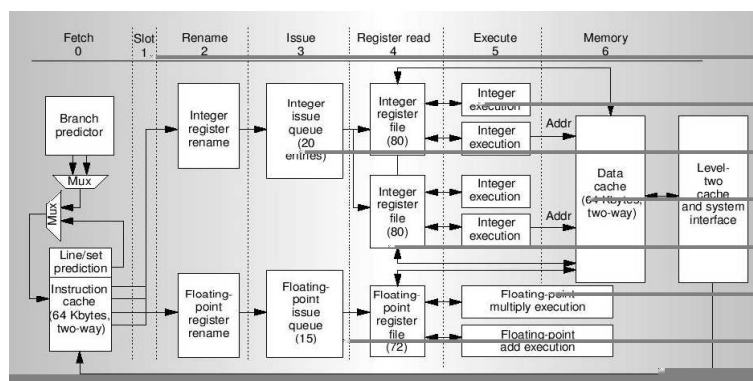 Fetch
0
Slot
1
Rename
2
Issue
3
Register read
4
Execute
5
Memory
6
Branch
predictor
Mux
Mux
Line/set
prediction
Instruction
cache
(64 Kbytes,
two-way)
Integer
register
rename
Integer
issue
queue
(20
entries)
Integer
register
file
(80)
Integer
execution
Integer
execution
Addr
Integer
register
file
(80)
Integer
execution
Integer
execution
Addr
Data
cache
(64 Kbytes,
two-way)
Level-
two
cache
and system
interface
Floating-
point
register
rename
Floating-
point
issue
queue
(15)
Floating-
point
register
file
(72)
Floating-point
multiply execution
Floating-point
add execution